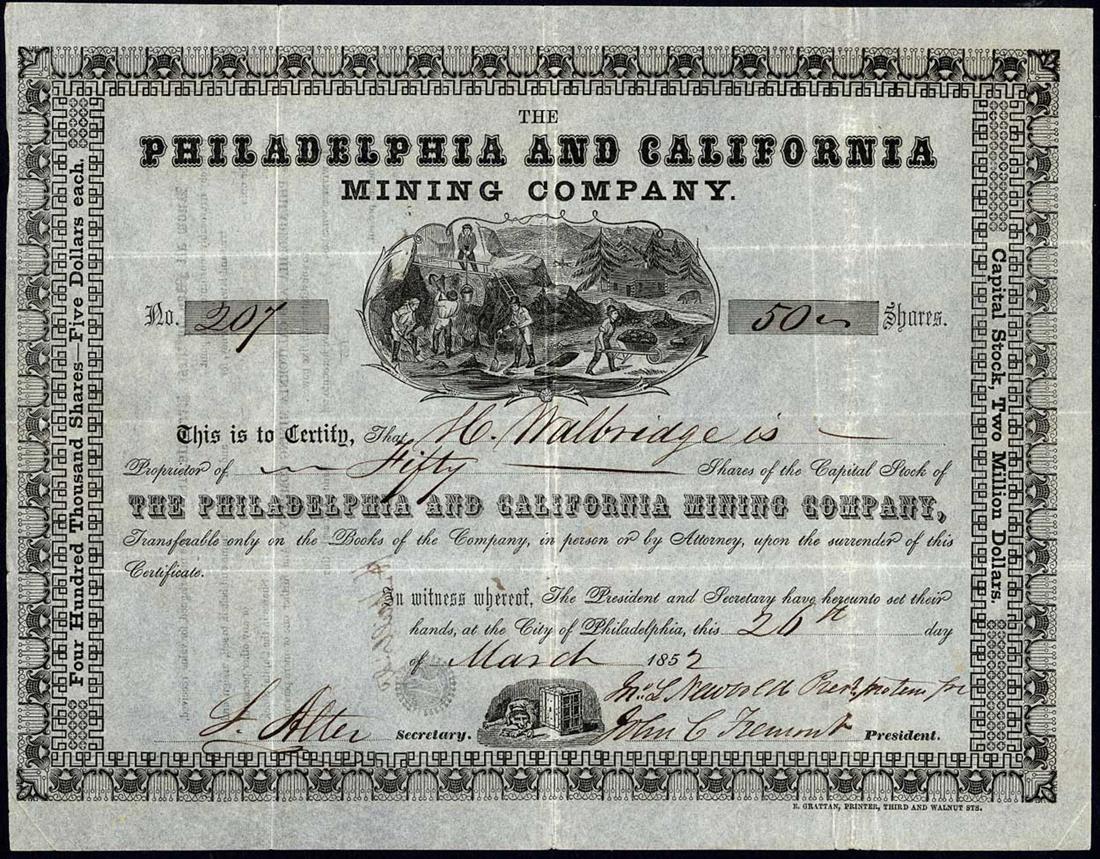 THE
PHILADELPHIA AND CALIFORNIA
MINING COMPANY.
No. 207
50 Shares.
This is to Certify, That H. Walbridge is
Proprietor of Fifty Shares of the Capital Stock of
THE PHILADELPHIA AND CALIFORNIA MINING COMPANY,
Transferable only on the Books of the Company, in person or by Attorney, upon the surrender of this
Certificate.
In witness whereof, The President and Secretary have hereunto set their
hands, at the City of Philadelphia, this 26th day
of March 1852
Jno. S. Newbold Prest. protem for
J. Alter Secretary. John C Fremont President.
Four Hundred Thousand Shares—Five Dollars each.
Capital Stock, Two Million Dollars.
E. GRATTAN, PRINTER, THIRD AND WALNUT STS.